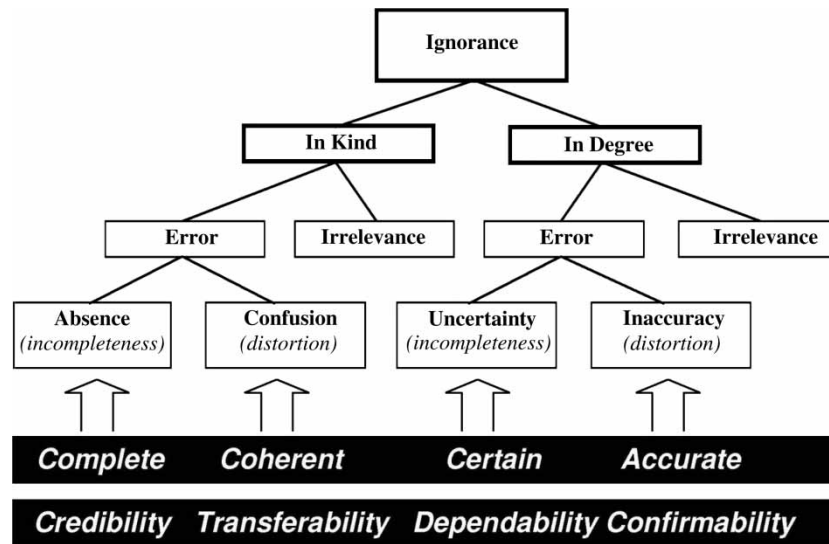 Ignorance
In Kind
In Degree
Error
Irrelevance
Error
Irrelevance
Absence
(incompleteness)
Confusion
(distortion)
Uncertainty
(incompleteness)
Inaccuracy
(distortion)
Complete Coherent Certain Accurate
Credibility Transferability Dependability Confirmability